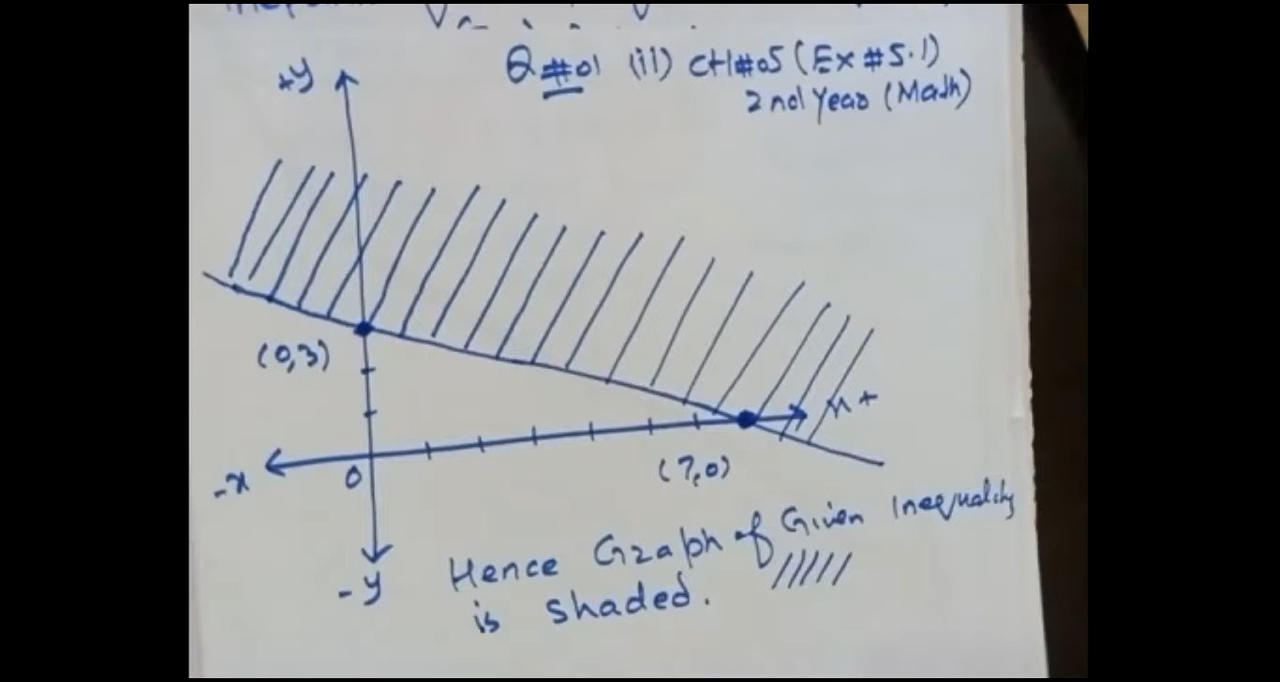 Q#01 (ii) CH#05 (Ex #5.1)
2nd Year (Math)
+y
(0,3)
x +
-x
0
(7,0)
-y
Hence Graph of Given Inequality
is shaded.